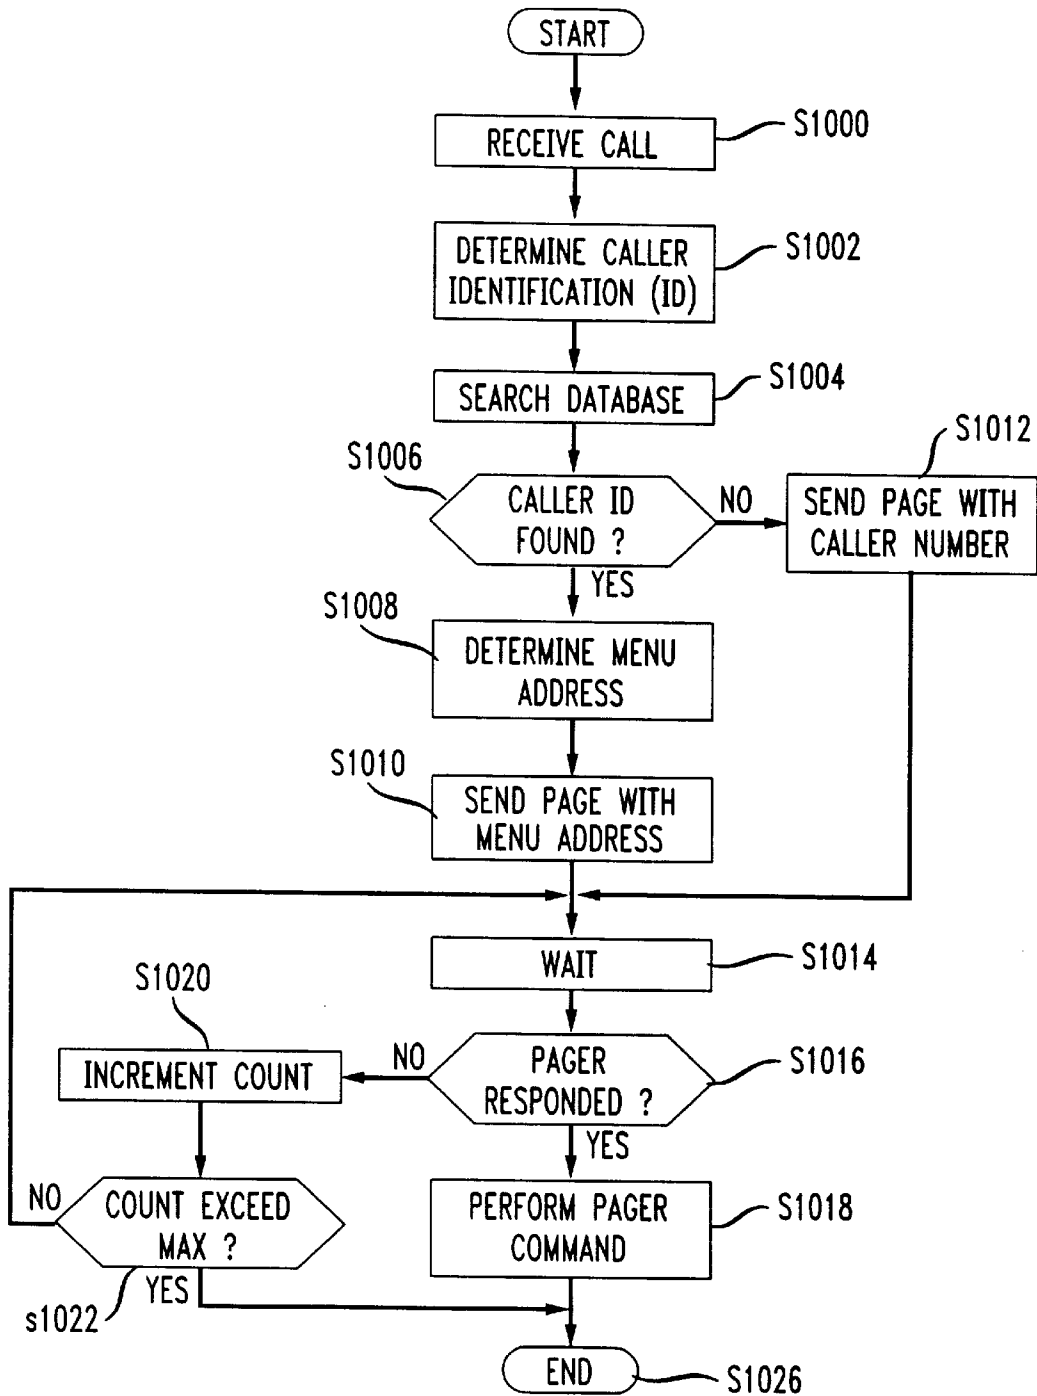 START
RECEIVE CALL
S1000
DETERMINE CALLER
IDENTIFICATION (ID)
S1002
SEARCH DATABASE
S1004
S1006
CALLER ID
FOUND ?
NO
YES
S1012
SEND PAGE WITH
CALLER NUMBER
S1008
DETERMINE MENU
ADDRESS
S1010
SEND PAGE WITH
MENU ADDRESS
WAIT
S1014
PAGER
RESPONDED ?
S1016
NO
YES
S1020
INCREMENT COUNT
COUNT EXCEED
MAX ?
NO
YES
s1022
PERFORM PAGER
COMMAND
S1018
END
S1026